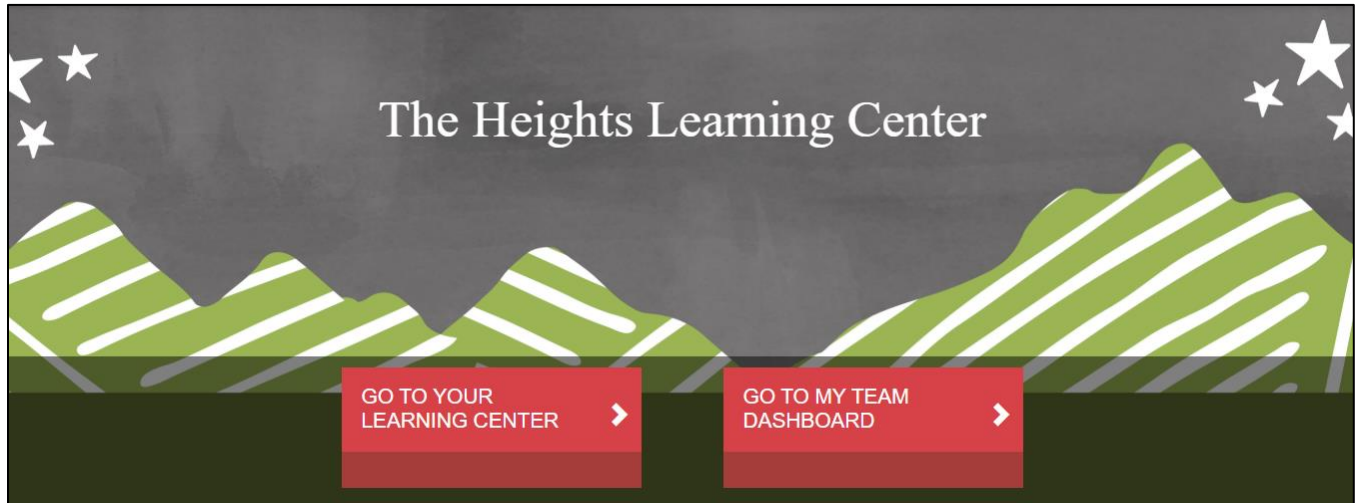 The Heights Learning Center
GO TO YOUR
LEARNING CENTER
GO TO MY TEAM
DASHBOARD